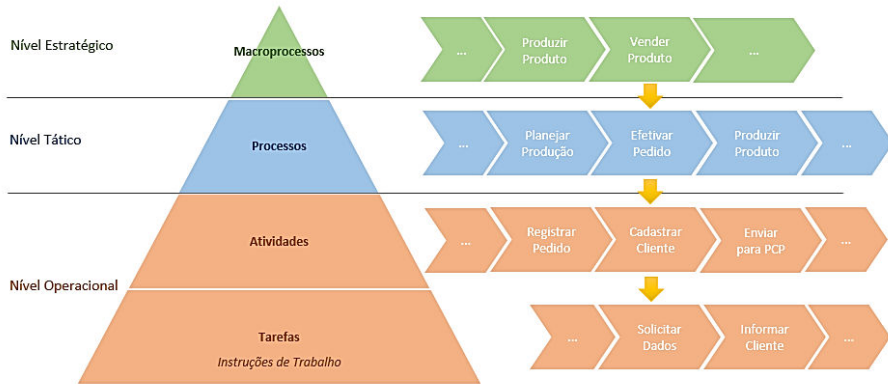 Nível Estratégico
Macroprocessos
...
Produzir
Produto
Vender
Produto
...
Nível Tático
Processos
...
Planejar
Produção
Efetivar
Pedido
Produzir
Produto
...
Nível Operacional
Atividades
...
Registrar
Pedido
Cadastrar
Cliente
Enviar
para PCP
...
Tarefas
Instruções de Trabalho
...
Solicitar
Dados
Informar
Cliente
...